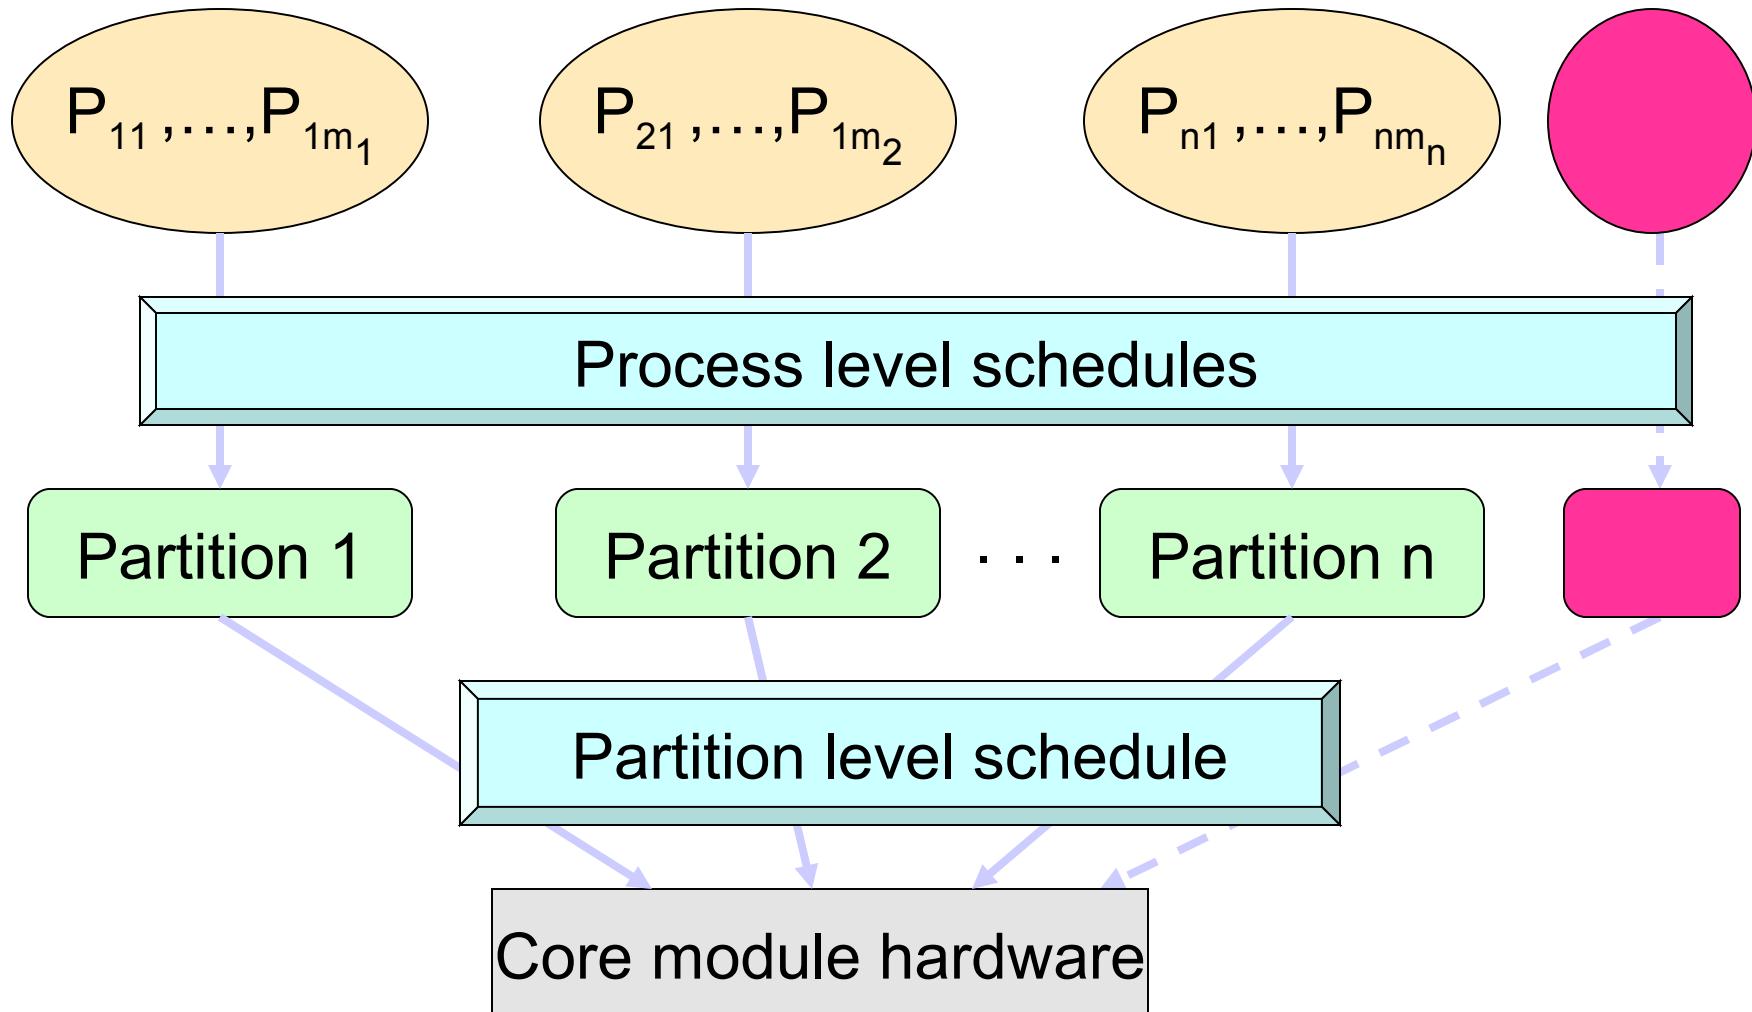 P₁₁ ,…,P₁ₘ₁
P₂₁ ,…,P₁ₘ₂
Pₙ₁ ,…,Pₙₘₙ
Process level schedules
Partition 1
Partition 2
. . .
Partition n
Partition level schedule
Core module hardware